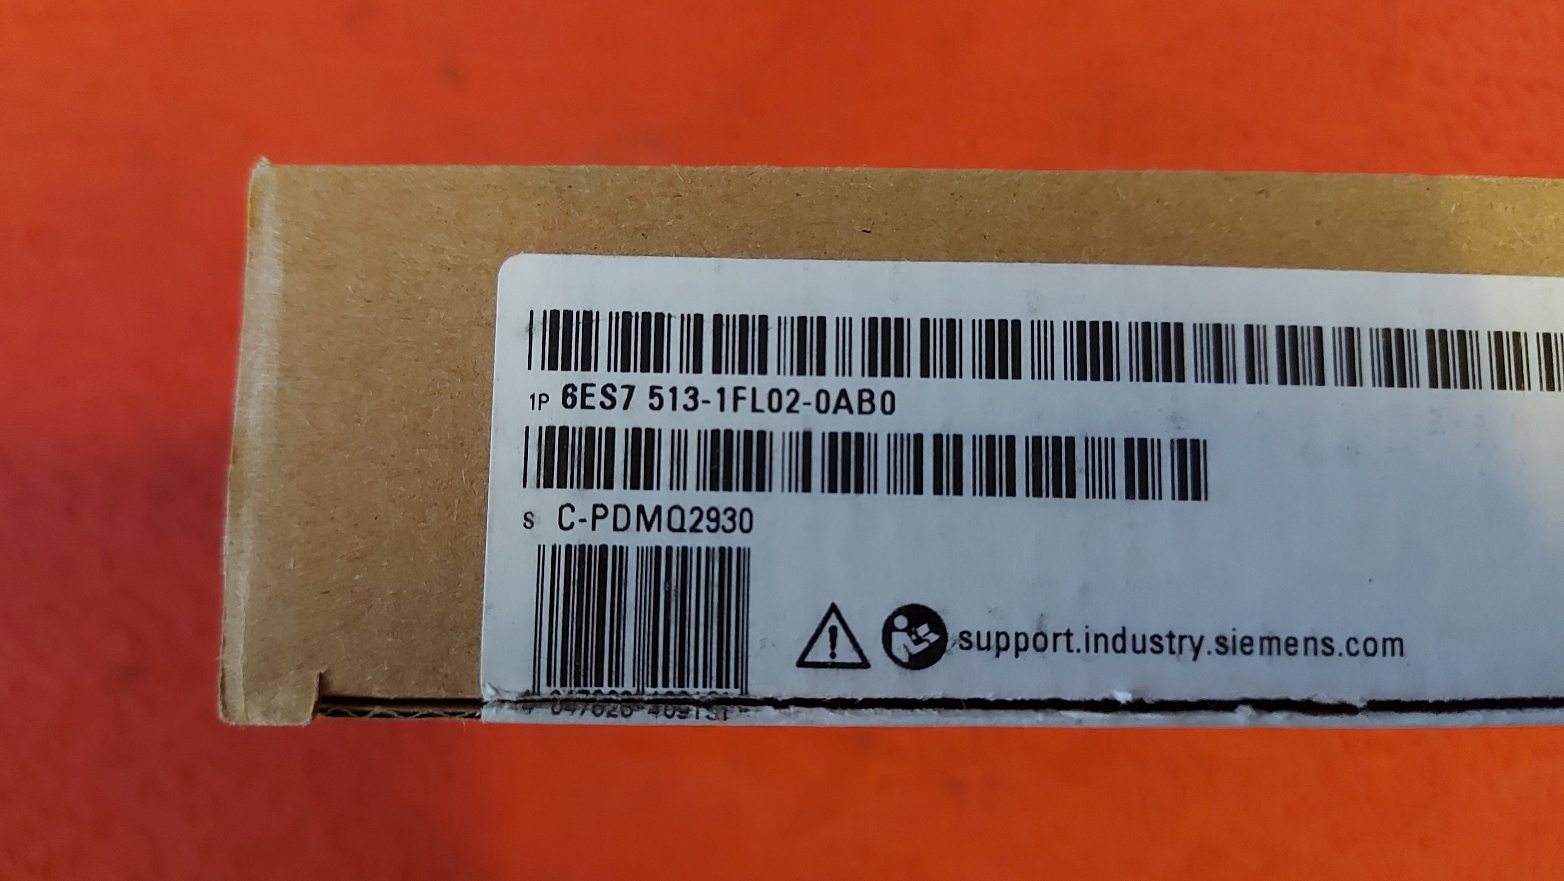 1P 6ES7 513-1FL02-0AB0
S C-PDMQ2930
support.industry.siemens.com